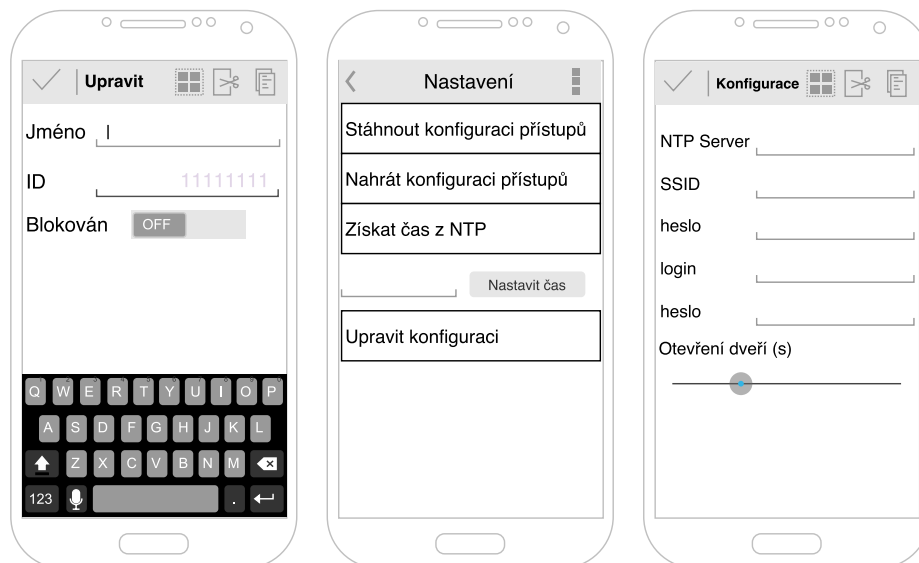 Upravit
Jméno
ID 11111111
Blokován OFF
Q W E R T Y U I O P
A S D F G H J K L
Z X C V B N M
123 .
Nastavení
Stáhnout konfiguraci přístupů
Nahrát konfiguraci přístupů
Získat čas z NTP
Nastavit čas
Upravit konfiguraci
Konfigurace
NTP Server
SSID
heslo
login
heslo
Otevření dveří (s)